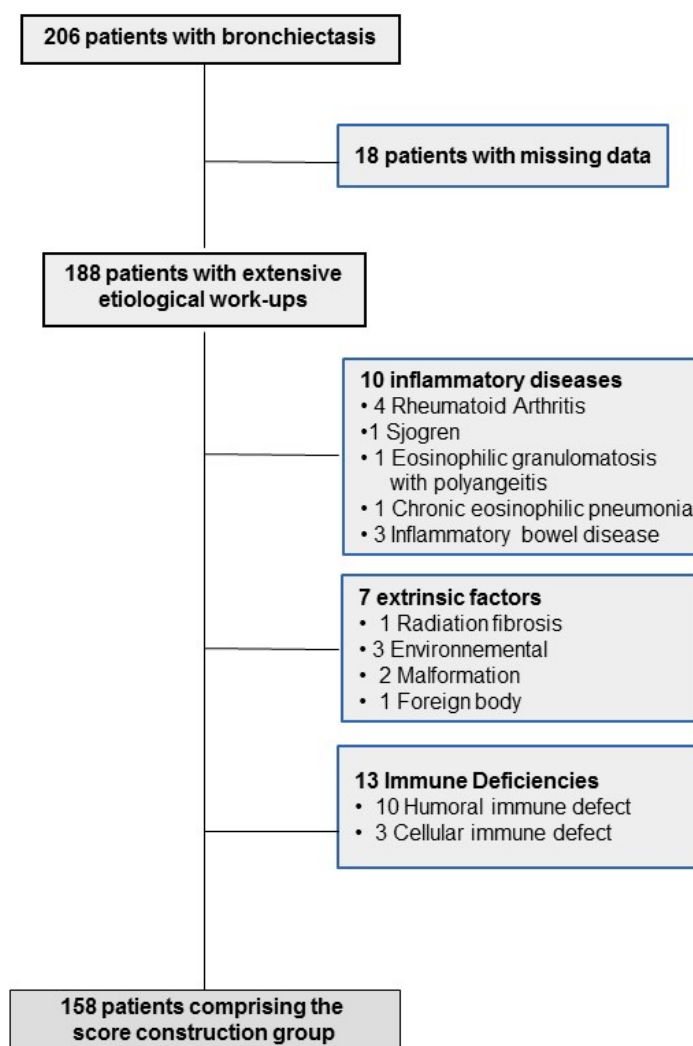 206 patients with bronchiectasis
18 patients with missing data
188 patients with extensive
etiological work-ups
10 inflammatory diseases
• 4 Rheumatoid Arthritis
•1 Sjogren
• 1 Eosinophilic granulomatosis
with polyangeitis
• 1 Chronic eosinophilic pneumonia
• 3 Inflammatory bowel disease
7 extrinsic factors
• 1 Radiation fibrosis
• 3 Environnemental
• 2 Malformation
• 1 Foreign body
13 Immune Deficiencies
• 10 Humoral immune defect
• 3 Cellular immune defect
158 patients comprising the
score construction group